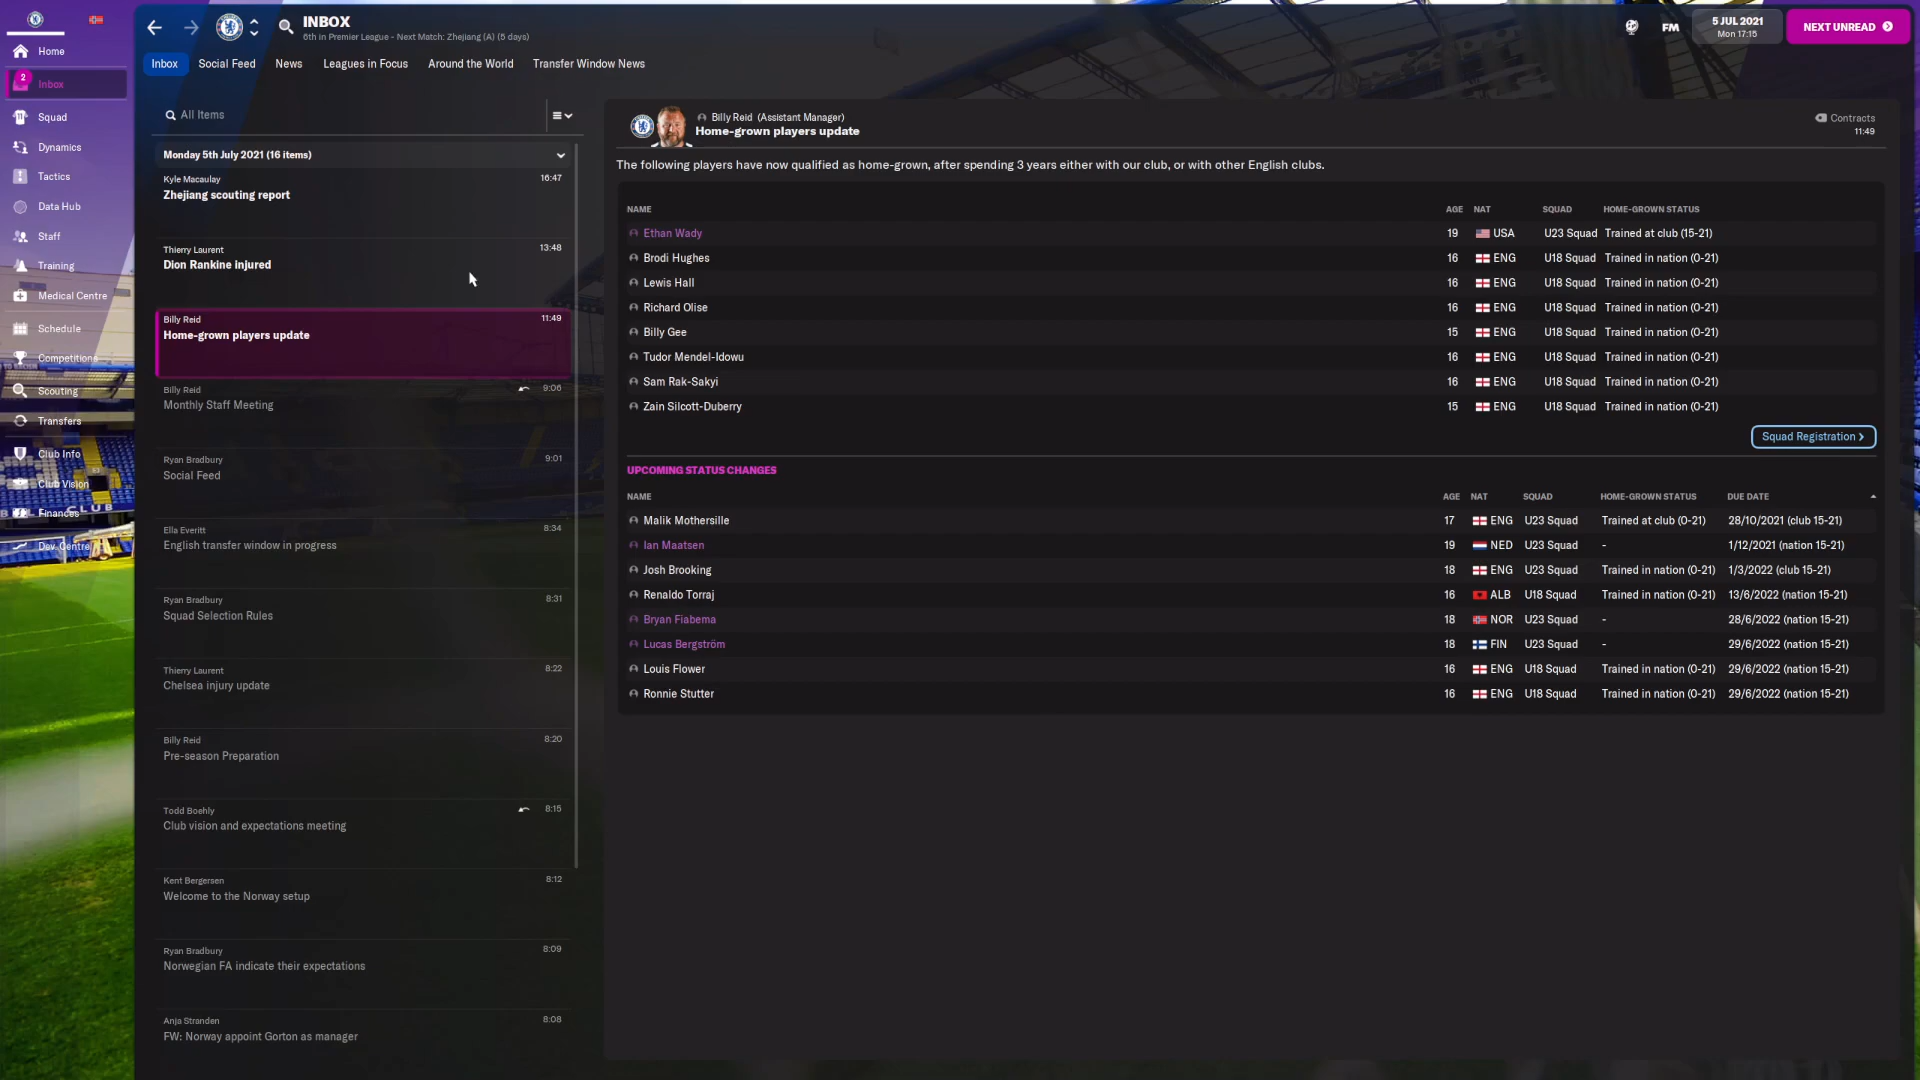 INBOX
6th in Premier League - Next Match: Zhejiang (A) (5 days)
FM
5 JUL 2021
Mon 17:15
NEXT UNREAD
Inbox Social Feed News Leagues in Focus Around the World Transfer Window News
Home
2
Inbox
Squad
Dynamics
Tactics
Data Hub
Staff
Training
Medical Centre
Schedule
Competitions
Scouting
Transfers
Club Info
Club Vision
Finances
Dev. Centre
All Items
Monday 5th July 2021 (16 items)
Kyle Macaulay 16:47
Zhejiang scouting report
Thierry Laurent 13:48
Dion Rankine injured
Billy Reid 11:49
Home-grown players update
Billy Reid 9:06
Monthly Staff Meeting
Ryan Bradbury 9:01
Social Feed
Ella Everitt 8:34
English transfer window in progress
Ryan Bradbury 8:31
Squad Selection Rules
Thierry Laurent 8:22
Chelsea injury update
Billy Reid 8:20
Pre-season Preparation
Todd Boehly 8:15
Club vision and expectations meeting
Kent Bergersen 8:12
Welcome to the Norway setup
Ryan Bradbury 8:09
Norwegian FA indicate their expectations
Anja Stranden 8:08
FW: Norway appoint Gorton as manager
Billy Reid (Assistant Manager) Contracts
Home-grown players update 11:49
The following players have now qualified as home-grown, after spending 3 years either with our club, or with other English clubs.
NAME AGE NAT SQUAD HOME-GROWN STATUS
Ethan Wady 19 USA U23 Squad Trained at club (15-21)
Brodi Hughes 16 ENG U18 Squad Trained in nation (0-21)
Lewis Hall 16 ENG U18 Squad Trained in nation (0-21)
Richard Olise 16 ENG U18 Squad Trained in nation (0-21)
Billy Gee 15 ENG U18 Squad Trained in nation (0-21)
Tudor Mendel-Idowu 16 ENG U18 Squad Trained in nation (0-21)
Sam Rak-Sakyi 16 ENG U18 Squad Trained in nation (0-21)
Zain Silcott-Duberry 15 ENG U18 Squad Trained in nation (0-21)
Squad Registration >
UPCOMING STATUS CHANGES
NAME AGE NAT SQUAD HOME-GROWN STATUS DUE DATE
Malik Mothersille 17 ENG U23 Squad Trained at club (0-21) 28/10/2021 (club 15-21)
Ian Maatsen 19 NED U23 Squad - 1/12/2021 (nation 15-21)
Josh Brooking 18 ENG U23 Squad Trained in nation (0-21) 1/3/2022 (club 15-21)
Renaldo Torraj 16 ALB U18 Squad Trained in nation (0-21) 13/6/2022 (nation 15-21)
Bryan Fiabema 18 NOR U23 Squad - 28/6/2022 (nation 15-21)
Lucas Bergström 18 FIN U23 Squad - 29/6/2022 (nation 15-21)
Louis Flower 16 ENG U18 Squad Trained in nation (0-21) 29/6/2022 (nation 15-21)
Ronnie Stutter 16 ENG U18 Squad Trained in nation (0-21) 29/6/2022 (nation 15-21)